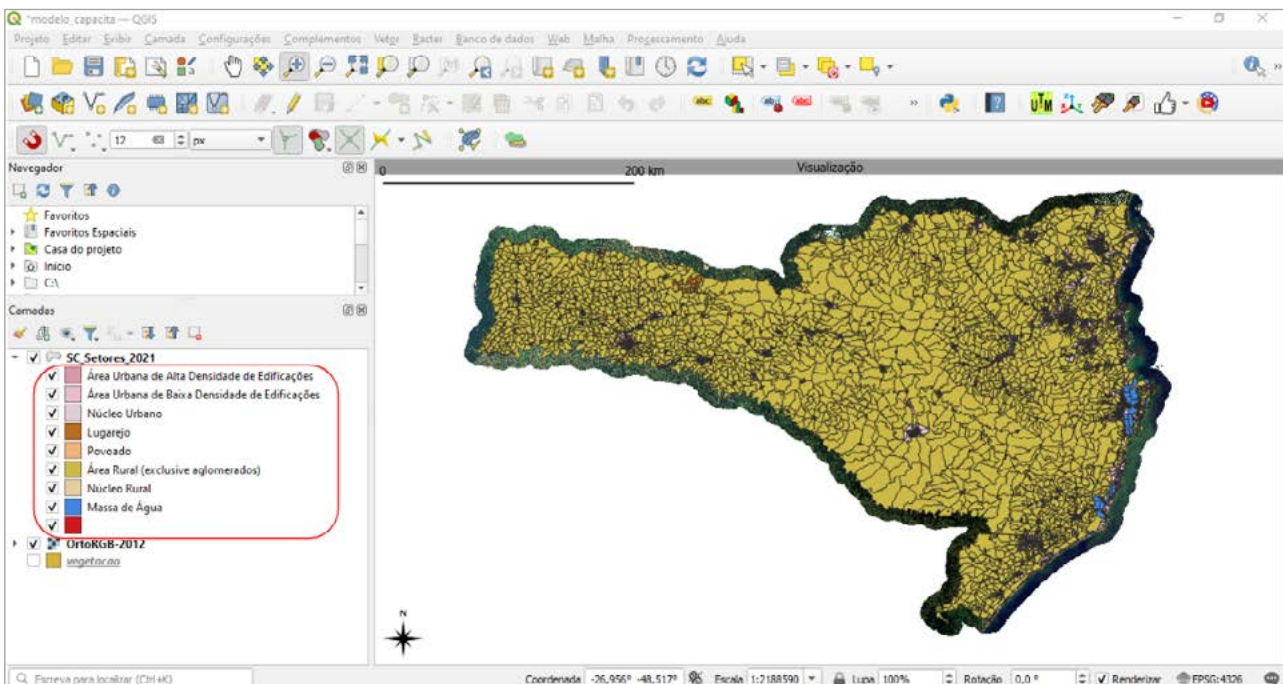 *modelo_capacita — QGIS
Projeto Editar Exibir Camada Configurações Complementos Vetor Raster Banco de dados Web Malha Processamento Ajuda
12 px
Navegador
Favoritos
Favoritos Espaciais
Casa do projeto
Início
C:\
Camadas
SC_Setores_2021
Área Urbana de Alta Densidade de Edificações
Área Urbana de Baixa Densidade de Edificações
Núcleo Urbano
Lugarejo
Povoado
Área Rural (exclusive aglomerados)
Núcleo Rural
Massa de Água
OrtoRGB-2012
vegetacao
0 200 km Visualização
N
Escreva para localizar (Ctrl+K) Coordenada -26,956° -48,517° Escala 1:2188590 Lupa 100% Rotação 0,0 ° Renderizar EPSG:4326